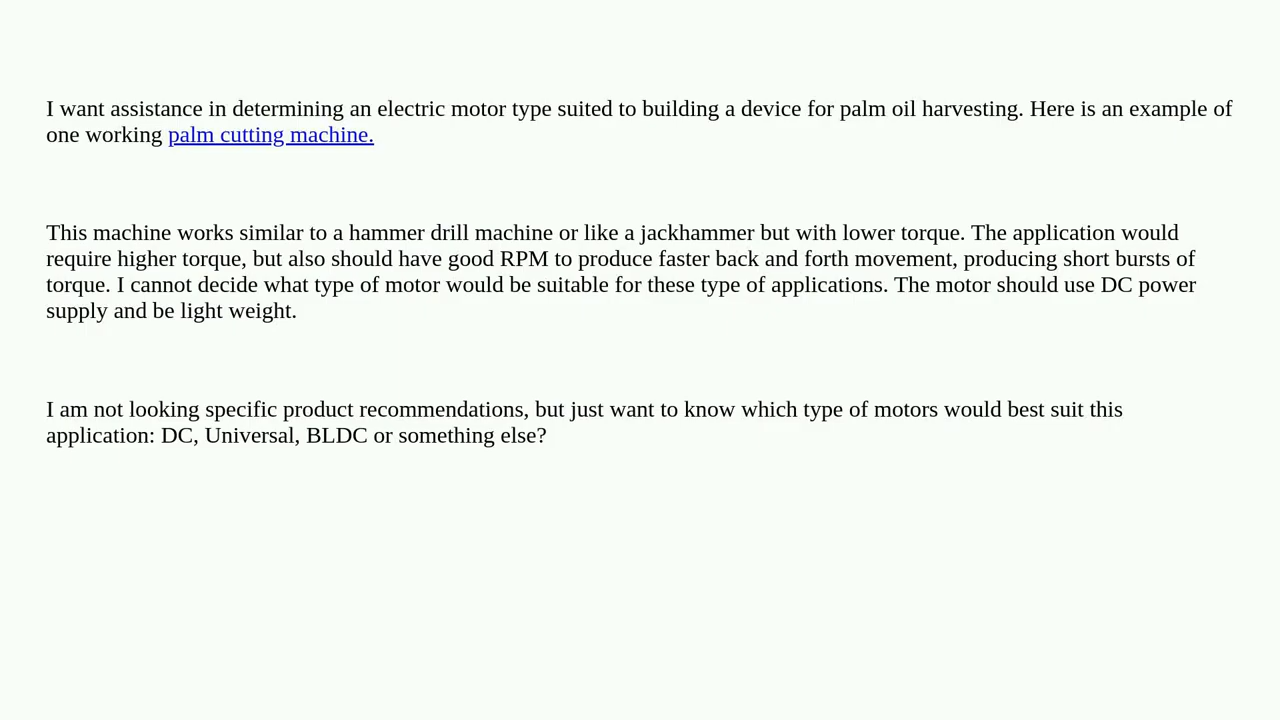 I want assistance in determining an electric motor type suited to building a device for palm oil harvesting. Here is an example of
one working palm cutting machine.
This machine works similar to a hammer drill machine or like a jackhammer but with lower torque. The application would
require higher torque, but also should have good RPM to produce faster back and forth movement, producing short bursts of
torque. I cannot decide what type of motor would be suitable for these type of applications. The motor should use DC power
supply and be light weight.
I am not looking specific product recommendations, but just want to know which type of motors would best suit this
application: DC, Universal, BLDC or something else?